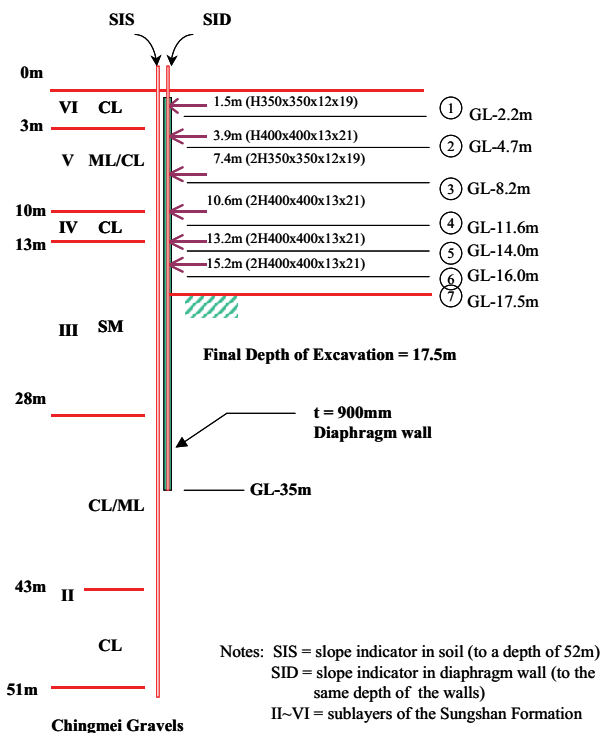 SIS SID
0m
1.5m (H350x350x12x19)
VI CL
1 GL-2.2m
3m
3.9m (H400x400x13x21)
2 GL-4.7m
V ML/CL
7.4m (2H350x350x12x19)
3 GL-8.2m
10.6m (2H400x400x13x21)
10m
IV CL
4 GL-11.6m
13m
13.2m (2H400x400x13x21)
5 GL-14.0m
15.2m (2H400x400x13x21)
6 GL-16.0m
7 GL-17.5m
III SM
Final Depth of Excavation = 17.5m
28m
t = 900mm
Diaphragm wall
GL-35m
CL/ML
43m
II
CL
51m
Notes: SIS = slope indicator in soil (to a depth of 52m)
SID = slope indicator in diaphragm wall (to the
same depth of the walls)
II~VI = sublayers of the Sungshan Formation
Chingmei Gravels